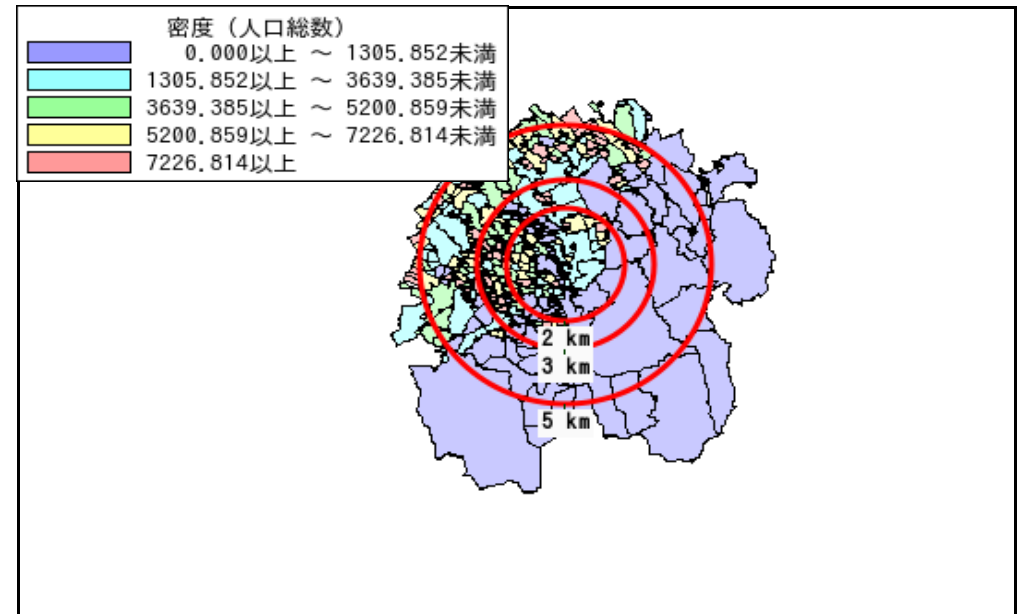 密度（人口総数）
0.000以上 ～ 1305.852未満
1305.852以上 ～ 3639.385未満
3639.385以上 ～ 5200.859未満
5200.859以上 ～ 7226.814未満
7226.814以上
2 km
3 km
5 km